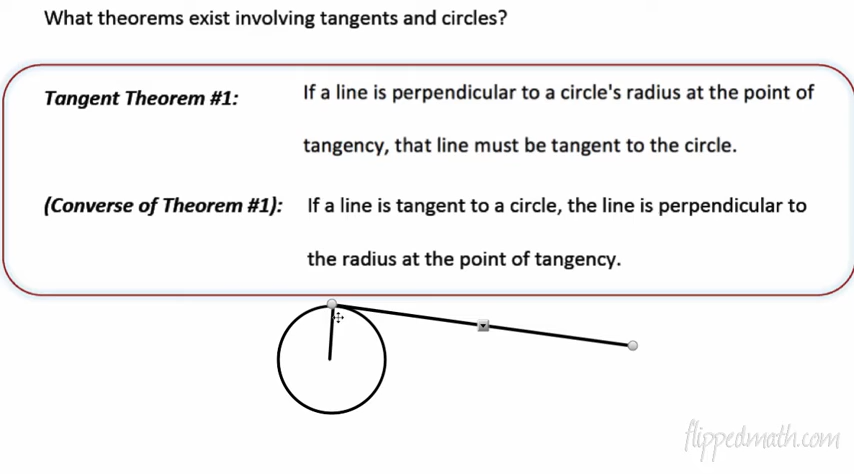 What theorems exist involving tangents and circles?
Tangent Theorem #1: If a line is perpendicular to a circle's radius at the point of
tangency, that line must be tangent to the circle.
(Converse of Theorem #1): If a line is tangent to a circle, the line is perpendicular to
the radius at the point of tangency.
flippedmath.com